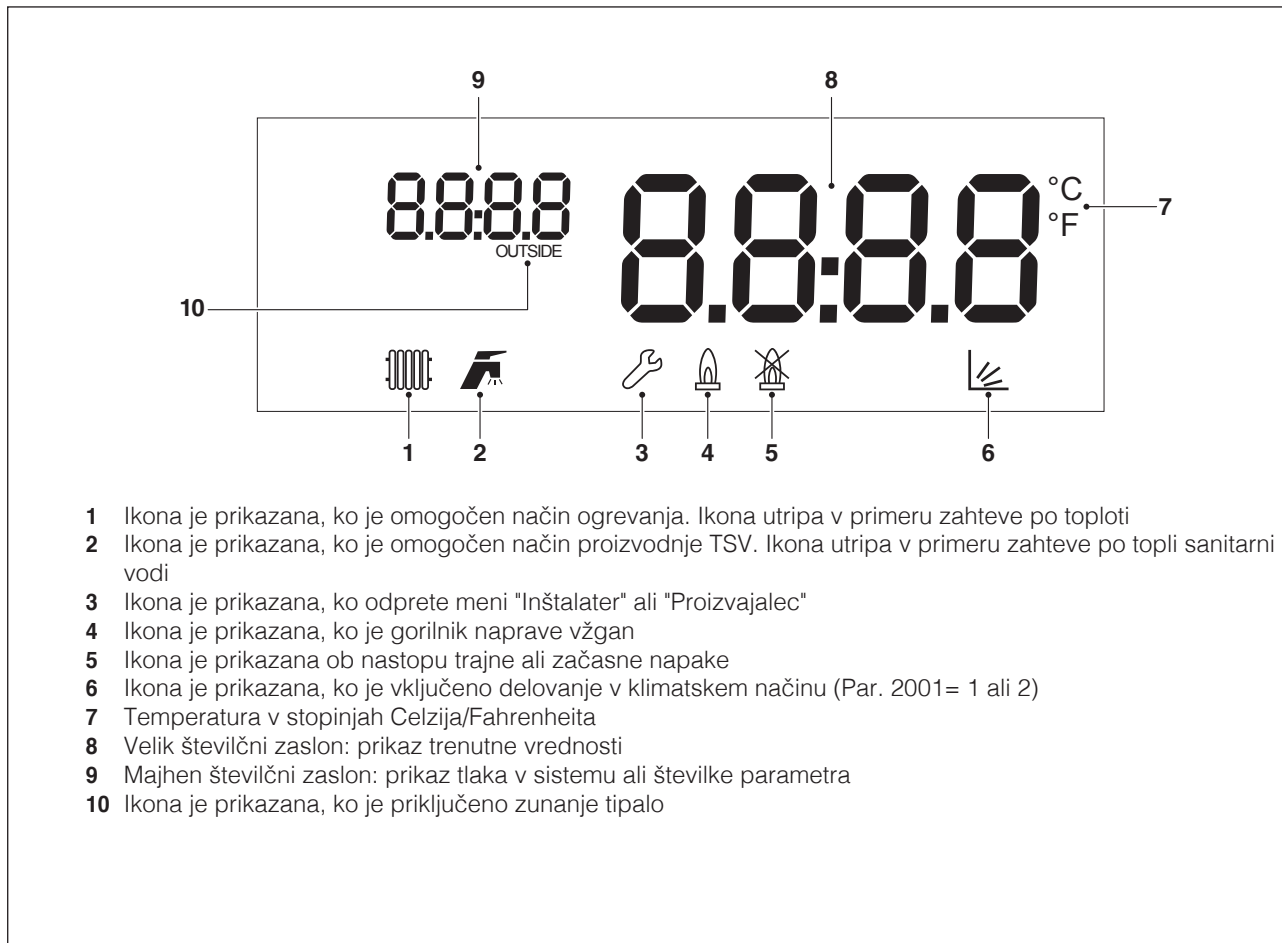 9
8
8.8:8.8
8.8:8.8
°C
°F
7
OUTSIDE
10
1
2
3
4
5
6
1 Ikona je prikazana, ko je omogočen način ogrevanja. Ikona utripa v primeru zahteve po toploti
2 Ikona je prikazana, ko je omogočen način proizvodnje TSV. Ikona utripa v primeru zahteve po topli sanitarni
vodi
3 Ikona je prikazana, ko odprete meni "Inštalater" ali "Proizvajalec"
4 Ikona je prikazana, ko je gorilnik naprave vžgan
5 Ikona je prikazana ob nastopu trajne ali začasne napake
6 Ikona je prikazana, ko je vključeno delovanje v klimatskem načinu (Par. 2001= 1 ali 2)
7 Temperatura v stopinjah Celzija/Fahrenheita
8 Velik številčni zaslon: prikaz trenutne vrednosti
9 Majhen številčni zaslon: prikaz tlaka v sistemu ali številke parametra
10 Ikona je prikazana, ko je priključeno zunanje tipalo